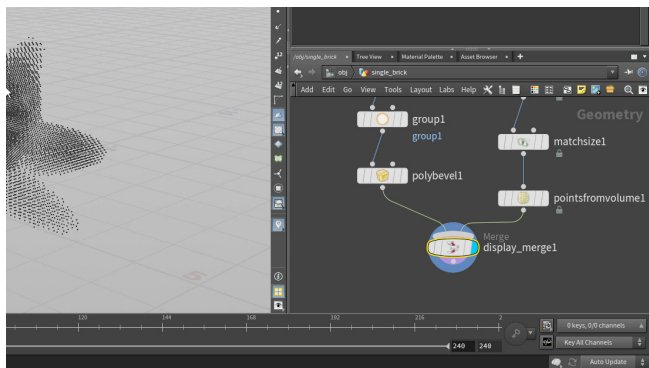 /obj/single_brick Tree View Material Palette Asset Browser
obj single_brick
Add Edit Go View Tools Layout Labs Help
Geometry
group1
group1
matchsize1
polybevel1
pointsfromvolume1
Merge
display_merge1
120 144 168 192 216 2
240 240
0 keys, 0/0 channels
Key All Channels
Auto Update